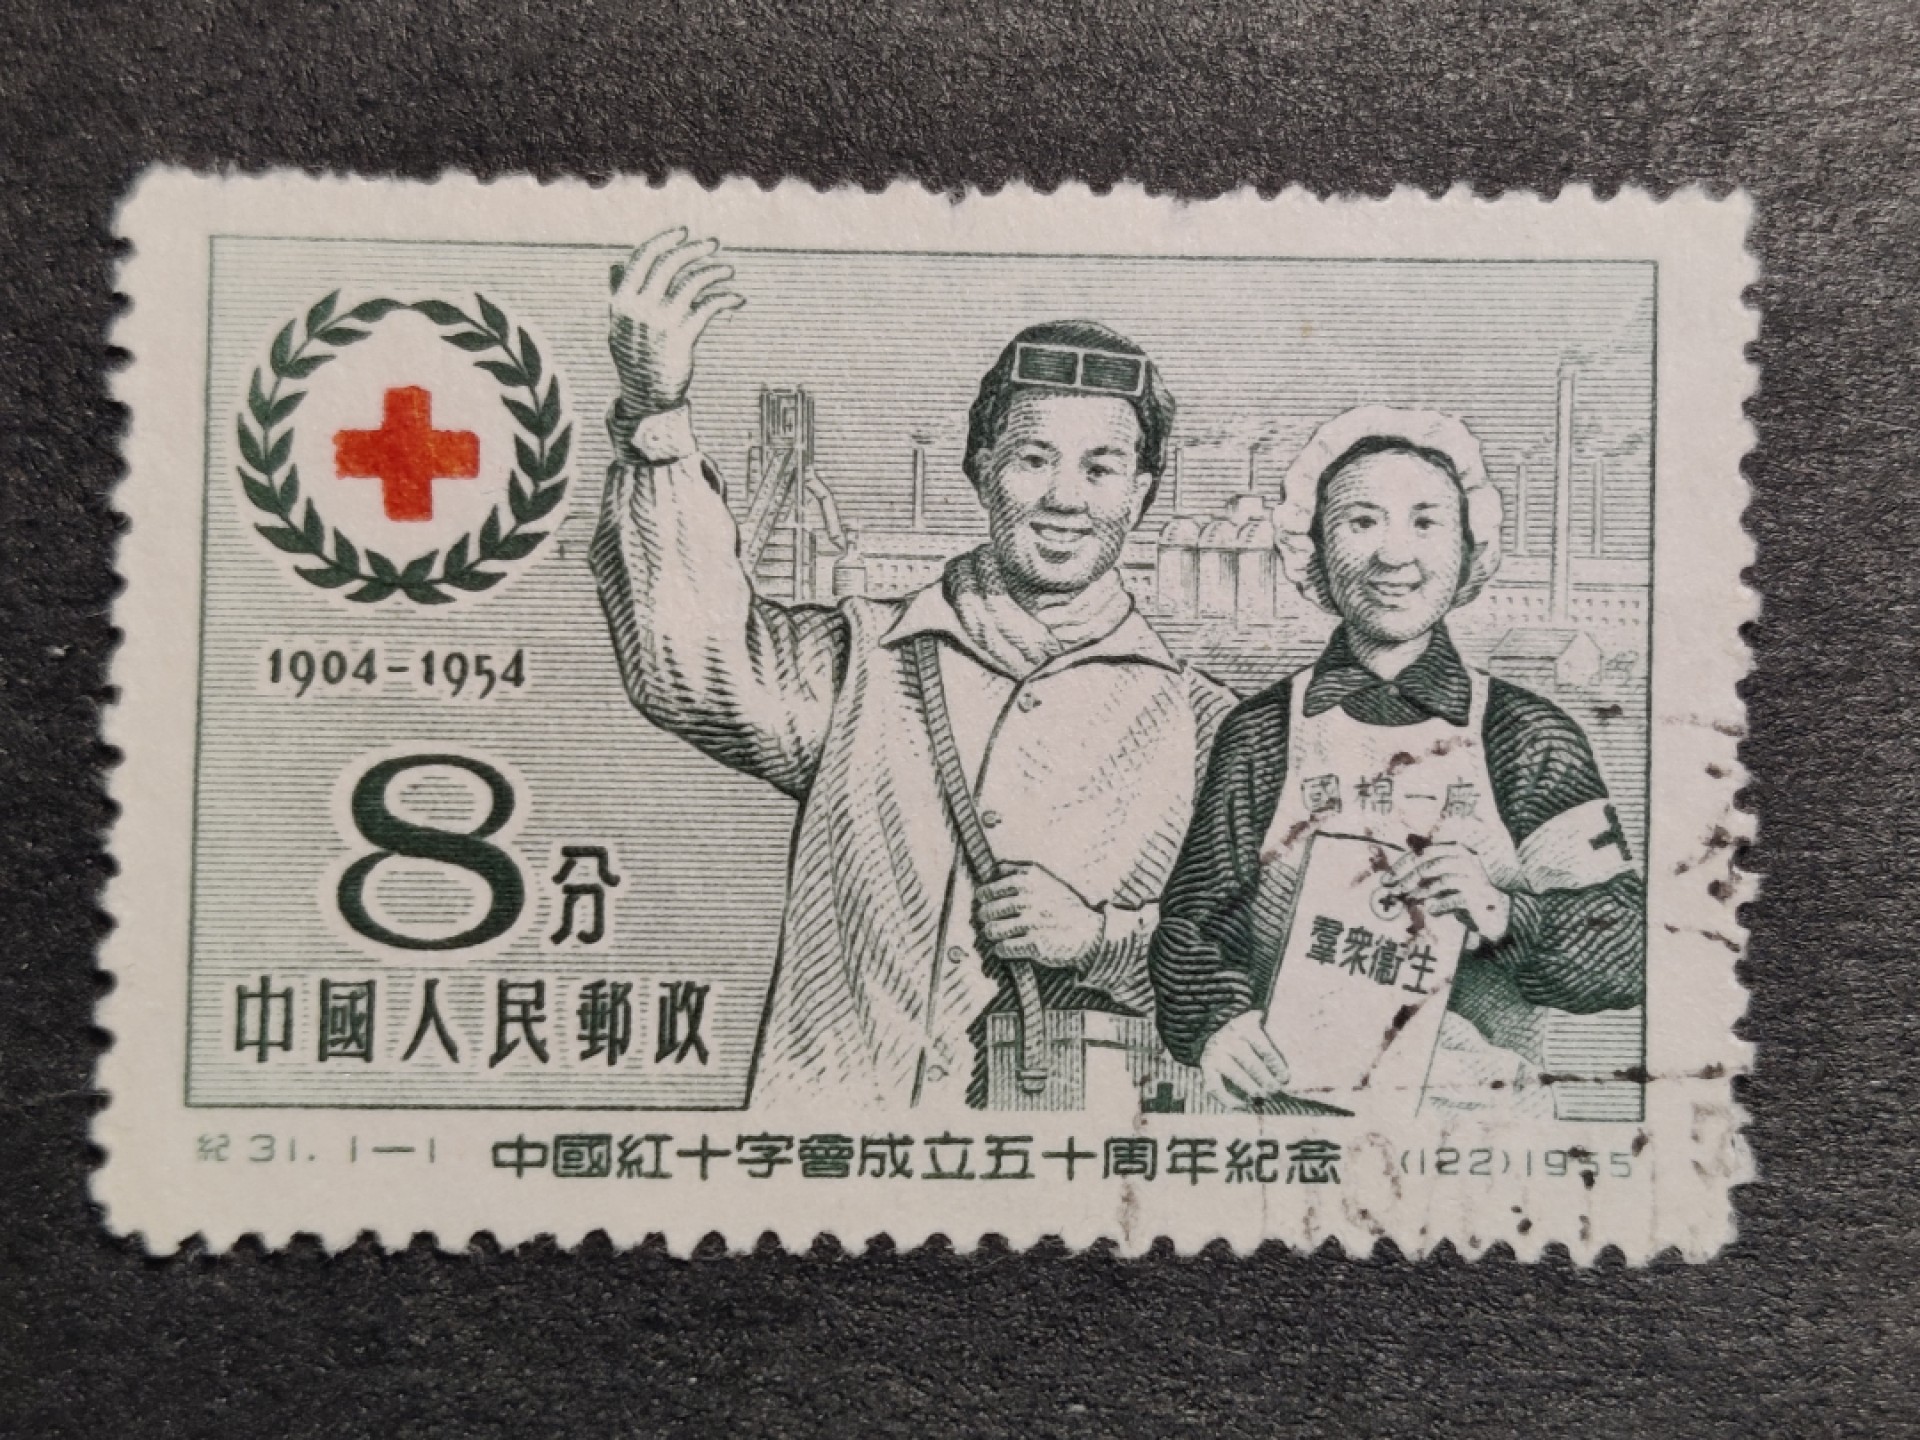 1904-1954
8分
中國人民郵政
國棉一廠
羣衆衞生
紀31.1—1 中國紅十字會成立五十周年紀念 (122)1955